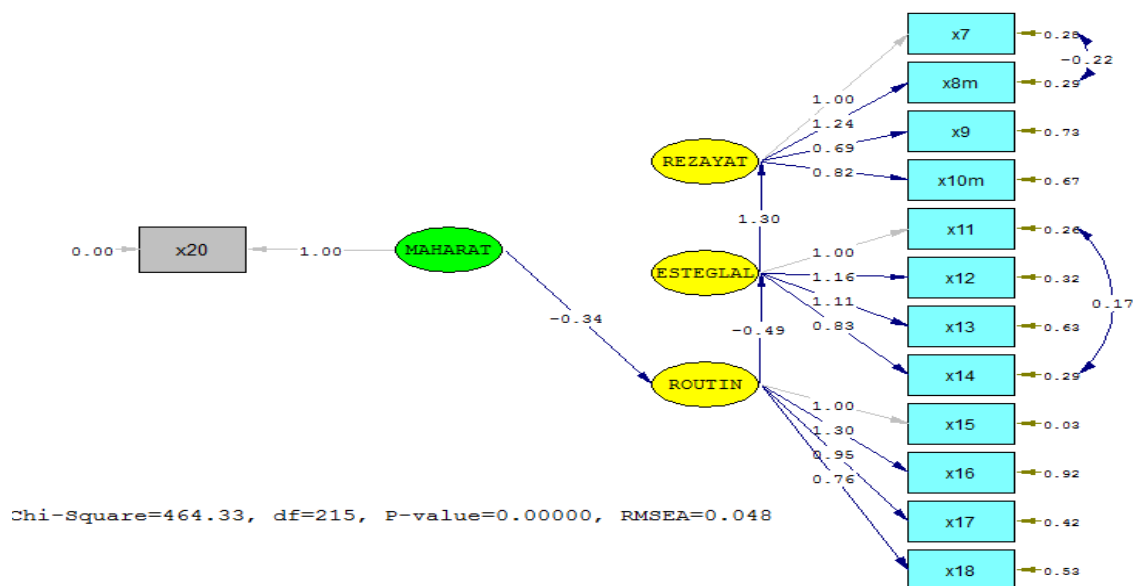 x7
0.28
-0.22
x8m
0.29
1.00
1.24
x9
0.73
0.69
REZAYAT
0.82
x10m
0.67
1.30
x11
0.26
0.00
x20
1.00
MAHARAT
1.00
ESTEGLAL
1.16
x12
0.32
1.11
0.17
-0.34
0.83
x13
0.63
-0.49
x14
0.29
ROUTIN
1.00
x15
0.03
1.30
0.95
x16
0.92
0.76
Chi-Square=464.33, df=215, P-value=0.00000, RMSEA=0.048
x17
0.42
x18
0.53